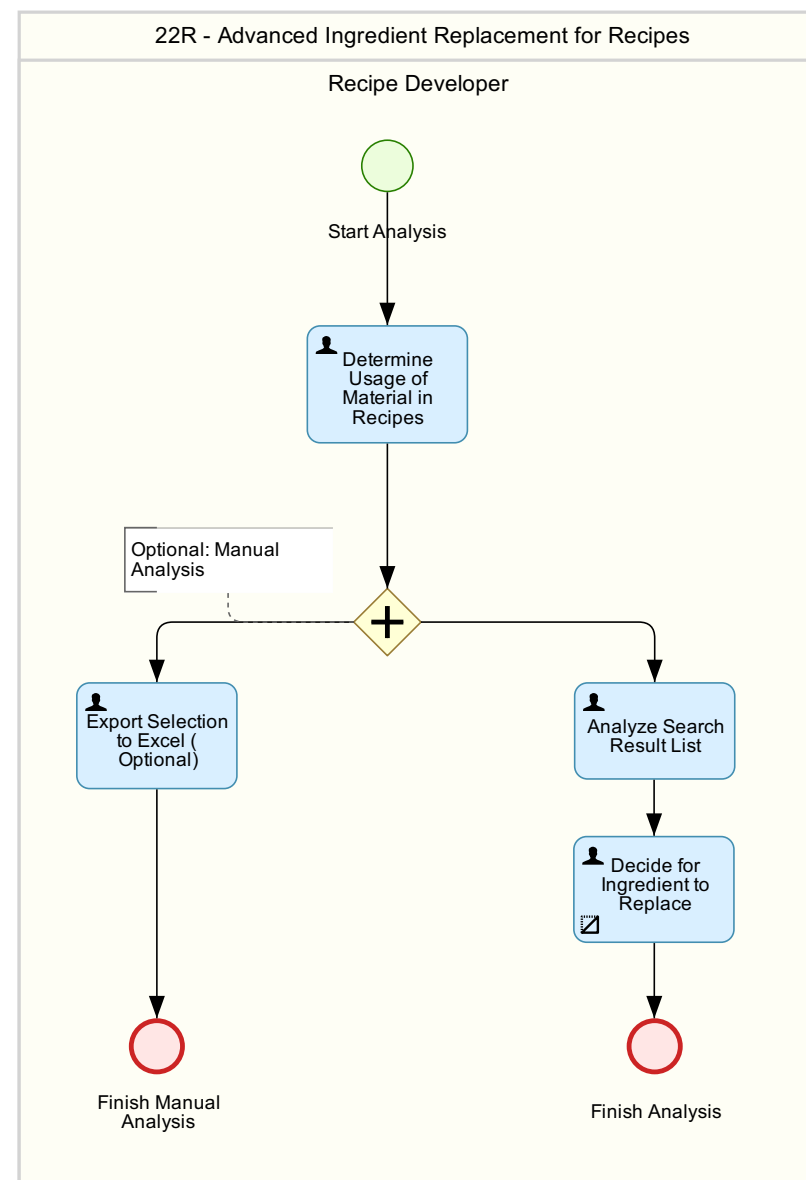 22R - Advanced Ingredient Replacement for Recipes
Recipe Developer
Start Analysis
Determine
Usage of
Material in
Recipes
Optional: Manual
Analysis
Export Selection
to Excel (
Optional)
Analyze Search
Result List
Decide for
Ingredient to
Replace
Finish Manual
Analysis
Finish Analysis